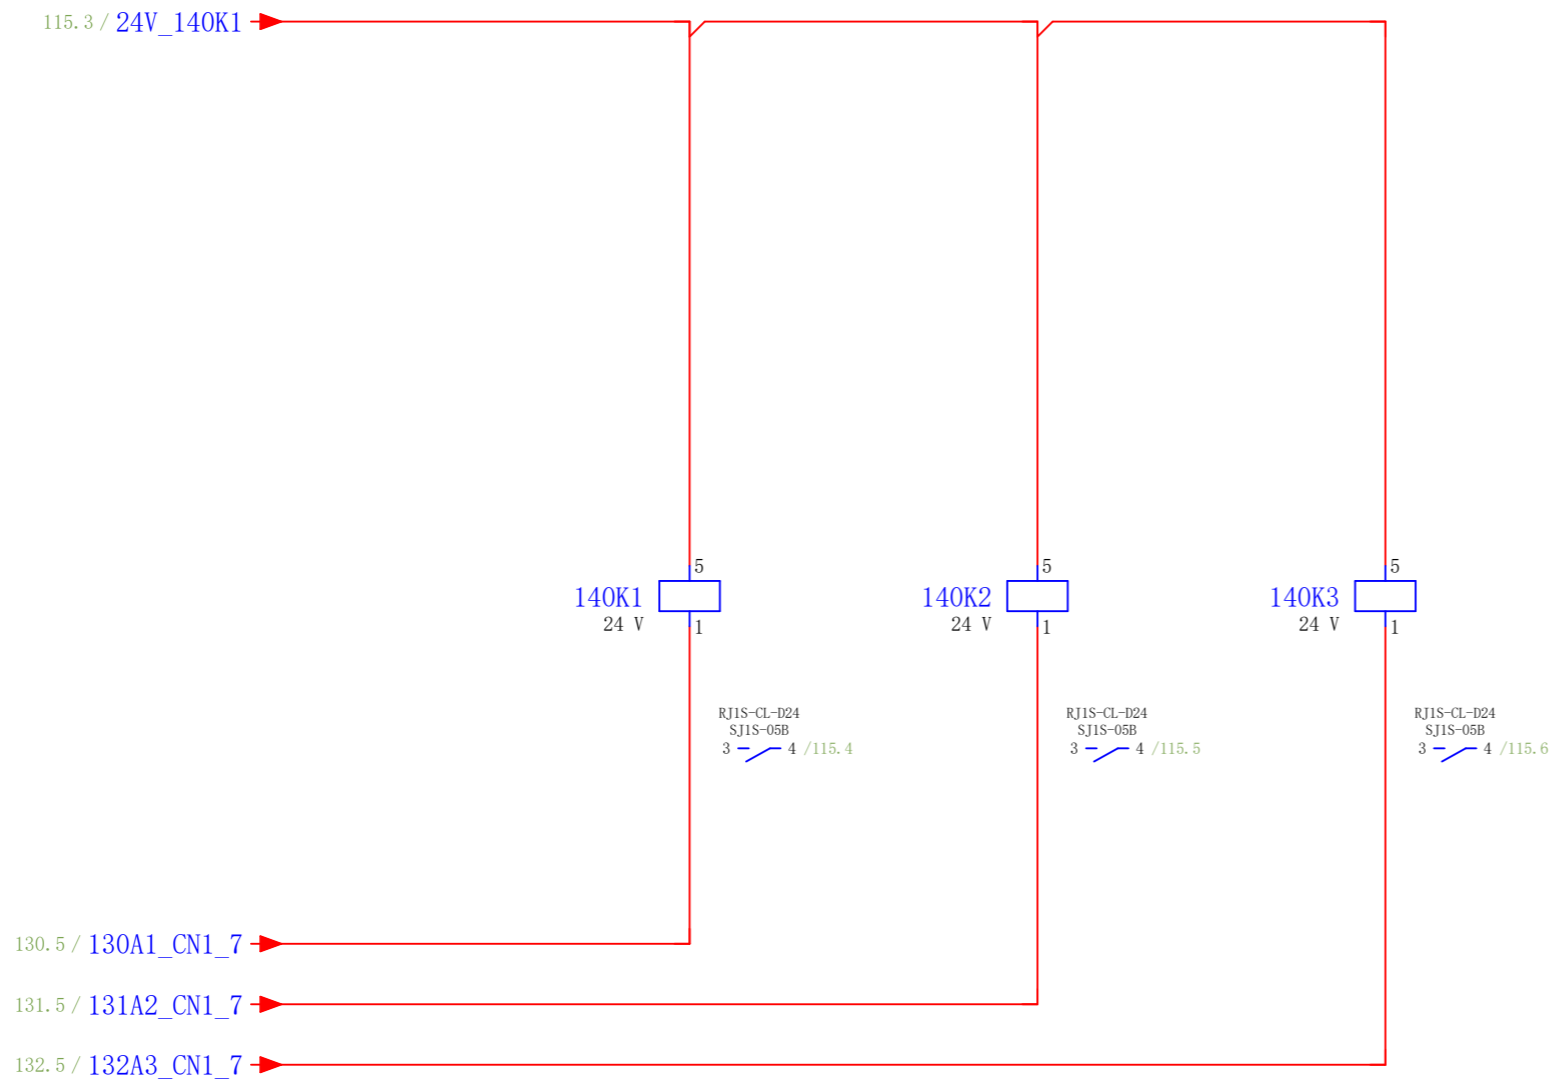 115.3 / 24V_140K1
5 5 5
140K1 140K2 140K3
24 V 24 V 24 V
1 1 1
RJ1S-CL-D24 RJ1S-CL-D24 RJ1S-CL-D24
SJ1S-05B SJ1S-05B SJ1S-05B
3 4 /115.4 3 4 /115.5 3 4 /115.6
130.5 / 130A1_CN1_7
131.5 / 131A2_CN1_7
132.5 / 132A3_CN1_7